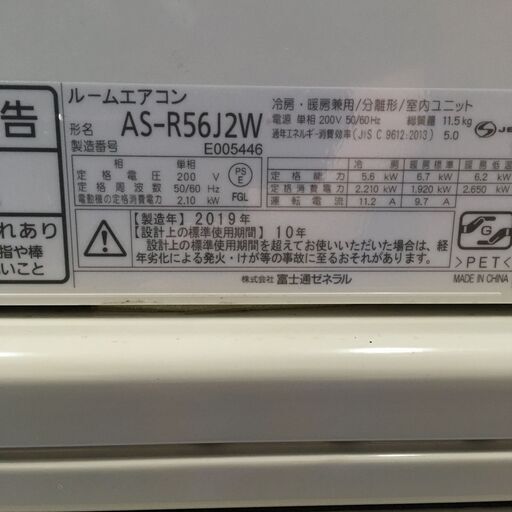 告
れあり
指や棒
いこと
ルームエアコン
形名 AS-R56J2W
製造番号 E005446
冷房・暖房兼用/分離形/室内ユニット
電源 単相 200V 50/60Hz 総質量 11.5kg
通年エネルギー消費効率(JIS C 9612:2013) 5.0
相 単相
定格電圧 200 V
定格周波数 50/60 Hz
電動機の定格消費電力 2.10 kW
PS
E
FGL
冷房 暖房標準 暖房低温
定格能力 5.6 kW 6.7 kW 6.2 kW
定格消費電力 2.210 kW 1.920 kW 2.650 kW
運転電流 11.2 A 9.7 A
【製造年】2019年
【設計上の標準使用期間】10年
設計上の標準使用期間を超えてお使いいただいた場合は、経
年劣化による発火・けが等の事故に至るおそれがあります。
G
>PET<
株式会社 富士通ゼネラル
MADE IN CHINA